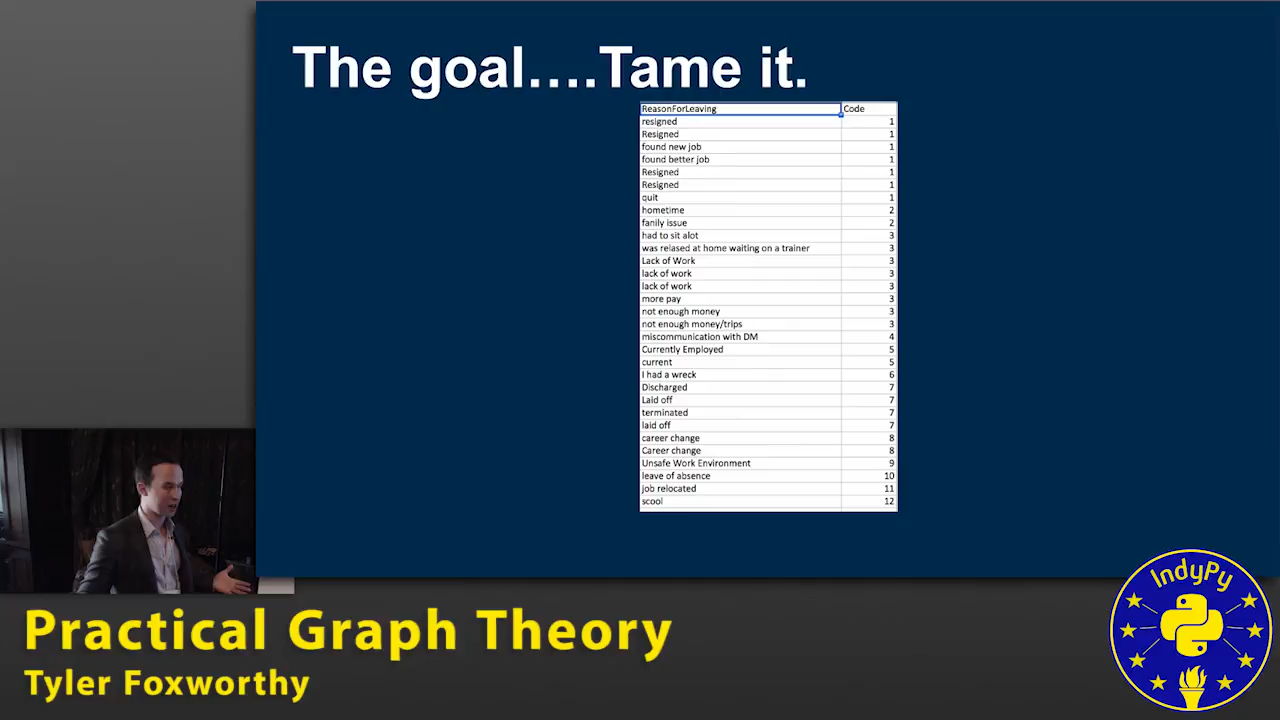 The goal....Tame it.
ReasonForLeaving Code
resigned 1
Resigned 1
found new job 1
found better job 1
Resigned 1
Resigned 1
quit 1
hometime 2
fanily issue 2
had to sit alot 3
was relased at home waiting on a trainer 3
Lack of Work 3
lack of work 3
lack of work 3
more pay 3
not enough money 3
not enough money/trips 3
miscommunication with DM 4
Currently Employed 5
current 5
I had a wreck 6
Discharged 7
Laid off 7
terminated 7
laid off 7
career change 8
Career change 8
Unsafe Work Environment 9
leave of absence 10
job relocated 11
scool 12
Practical Graph Theory
Tyler Foxworthy
IndyPy